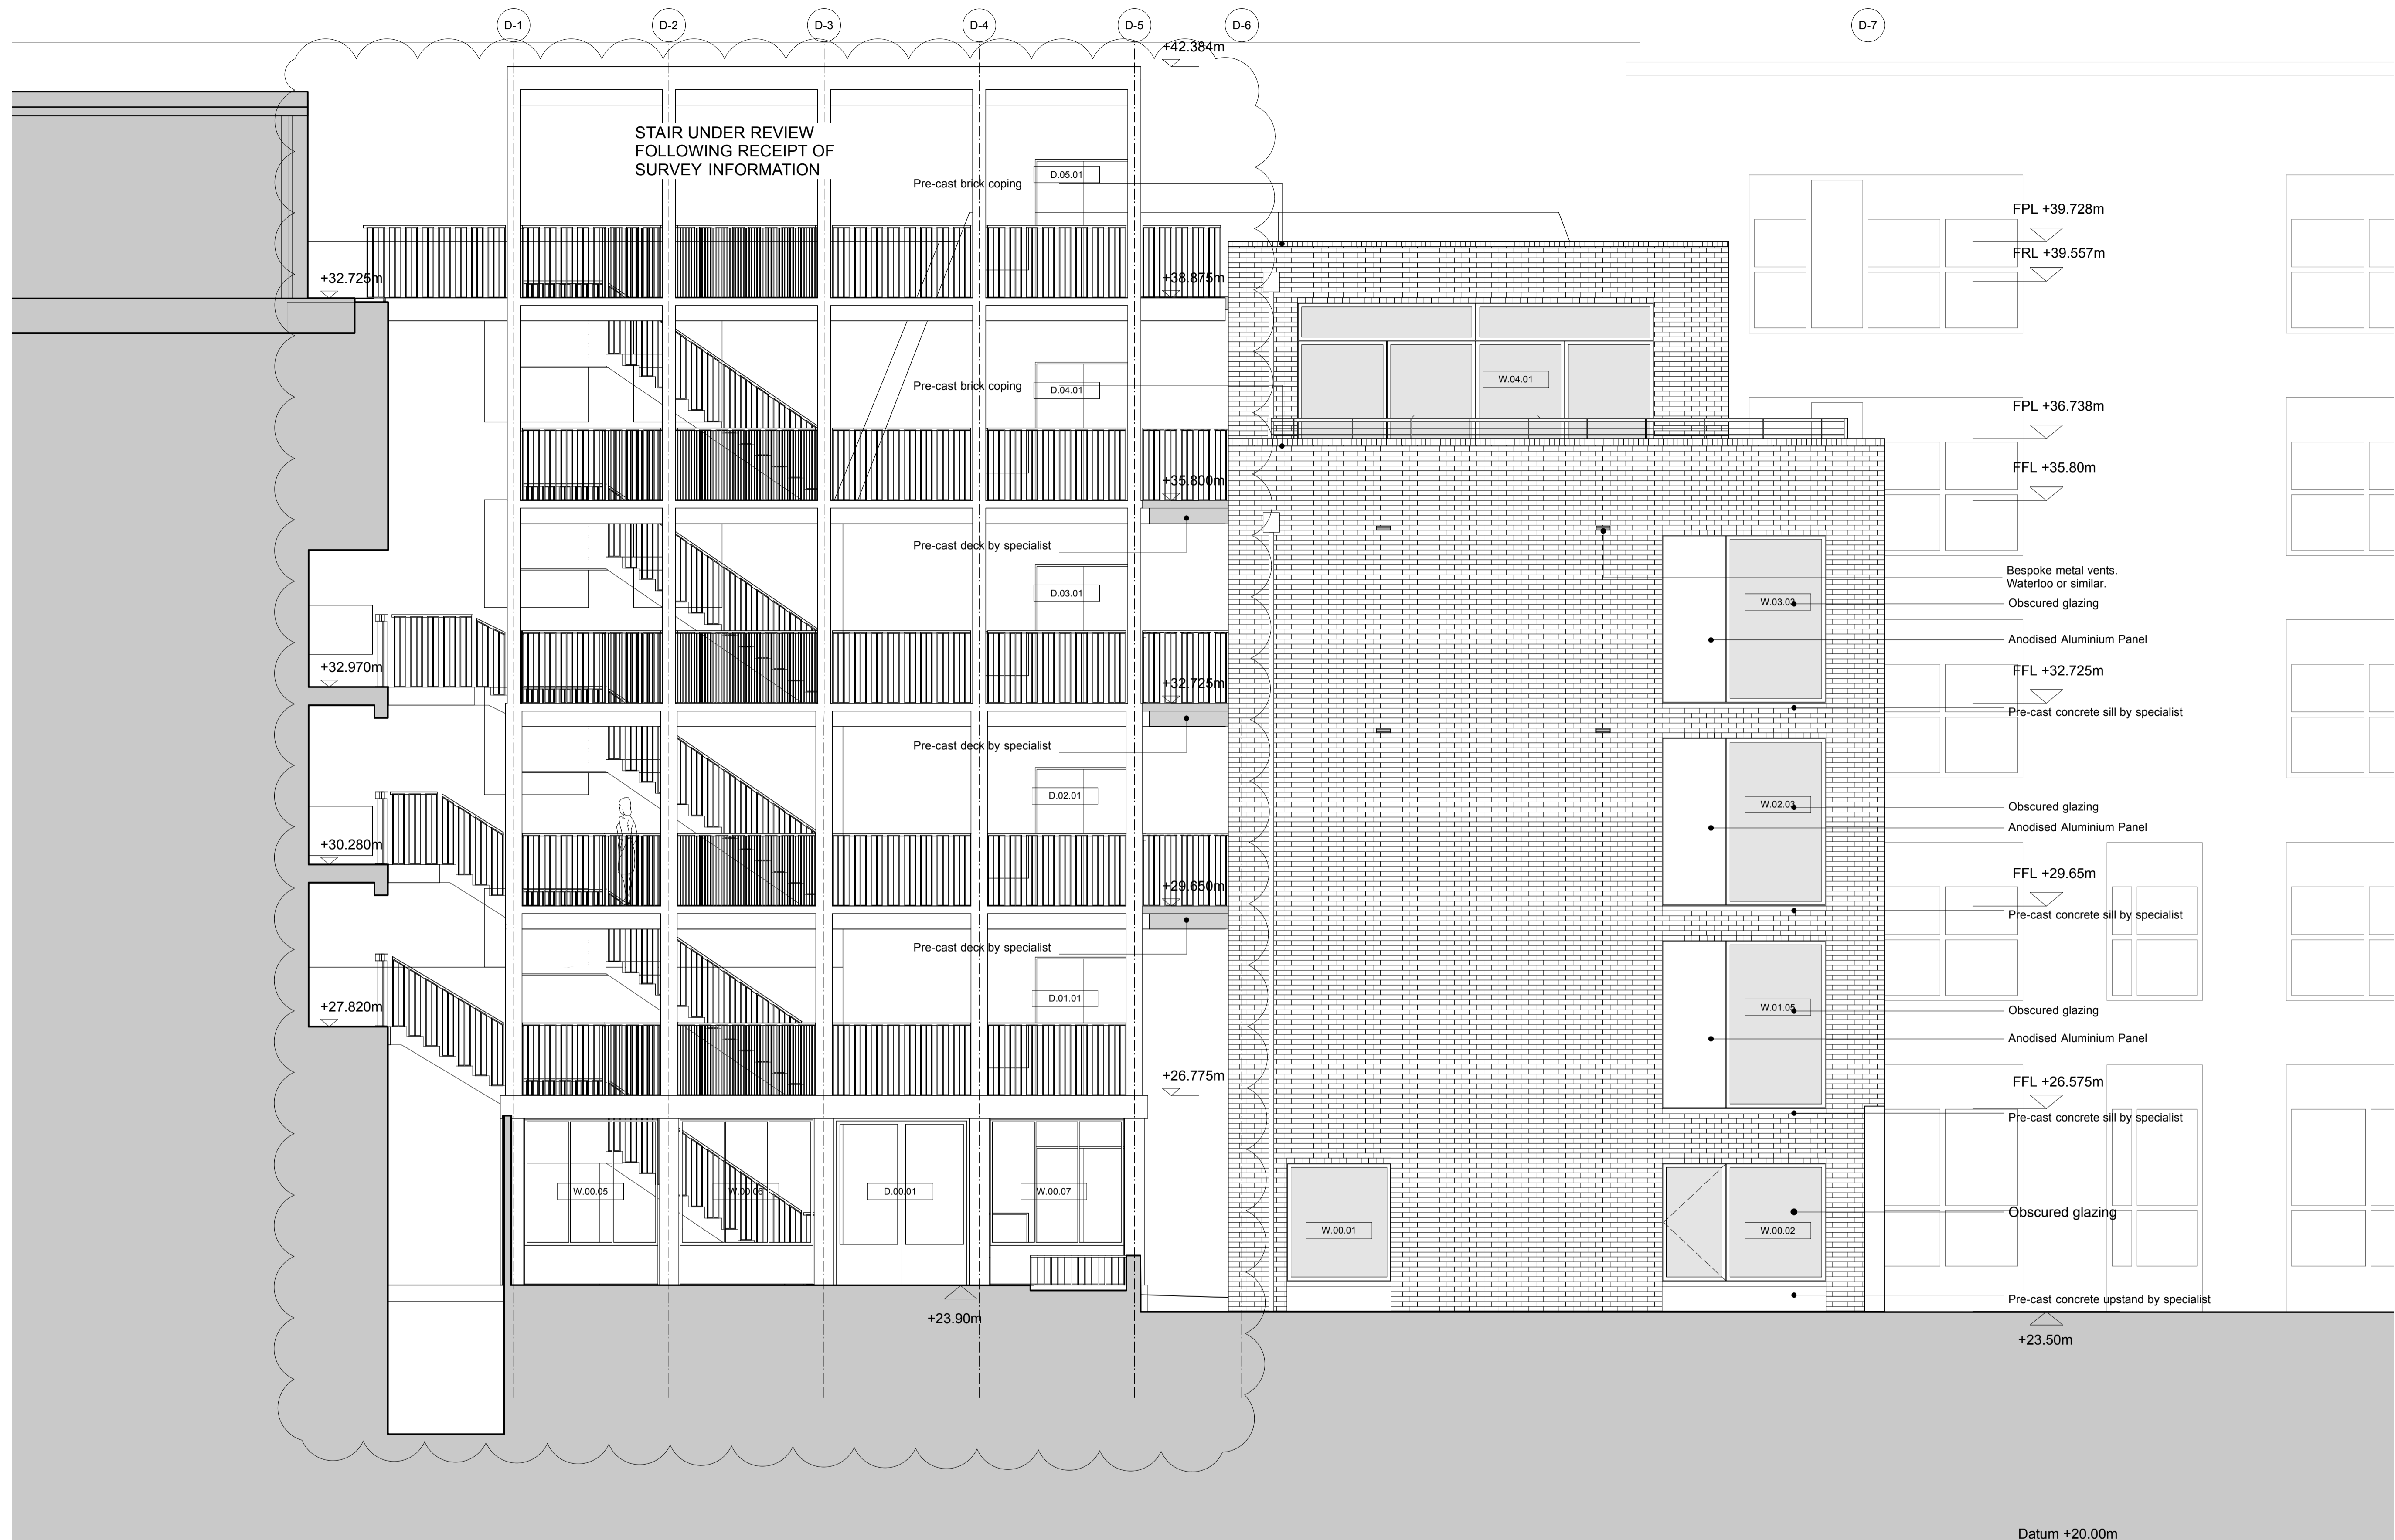 D-1
D-2
D-3
D-4
D-5
D-6
D-7
+42.384m
STAIR UNDER REVIEW
FOLLOWING RECEIPT OF
SURVEY INFORMATION
D.05.01
Pre-cast brick coping
FPL +39.728m
FRL +39.557m
+32.725m
+38.875m
W.04.01
Pre-cast brick coping
D.04.01
FPL +36.738m
FFL +35.80m
+35.800m
Pre-cast deck by specialist
Bespoke metal vents.
Waterloo or similar.
D.03.01
W.03.03
Obscured glazing
Anodised Aluminium Panel
+32.970m
FFL +32.725m
+32.725m
Pre-cast concrete sill by specialist
Pre-cast deck by specialist
D.02.01
W.02.03
Obscured glazing
Anodised Aluminium Panel
+30.280m
FFL +29.65m
+29.650m
Pre-cast concrete sill by specialist
Pre-cast deck by specialist
D.01.01
+27.820m
W.01.05
Obscured glazing
Anodised Aluminium Panel
+26.775m
FFL +26.575m
Pre-cast concrete sill by specialist
W.00.05
W.00.06
D.00.01
W.00.07
W.00.01
W.00.02
Obscured glazing
Pre-cast concrete upstand by specialist
+23.90m
+23.50m
Datum +20.00m